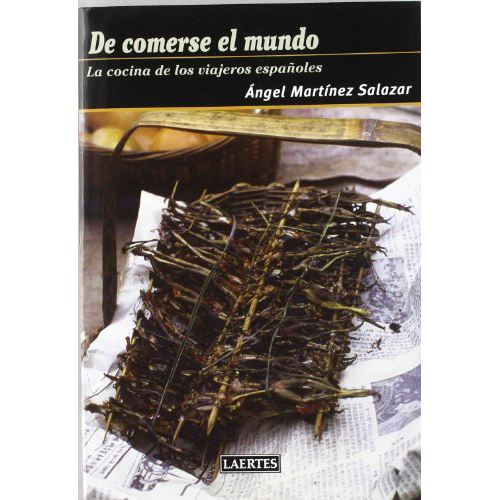 De comerse el mundo
La cocina de los viajeros españoles
Ángel Martínez Salazar
LAERTES